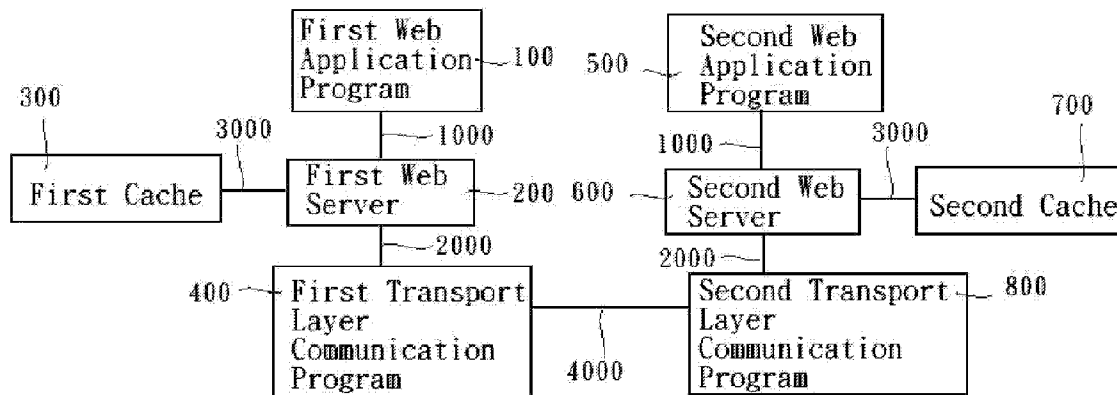 First Web
Application
Program
100
500
Second Web
Application
Program
300
3000
1000
1000
3000
700
First Cache
First Web
Server
200
600
Second Web
Server
Second Cache
2000
2000
400
First Transport
Layer
Communication
Program
4000
Second Transport
Layer
Communication
Program
800